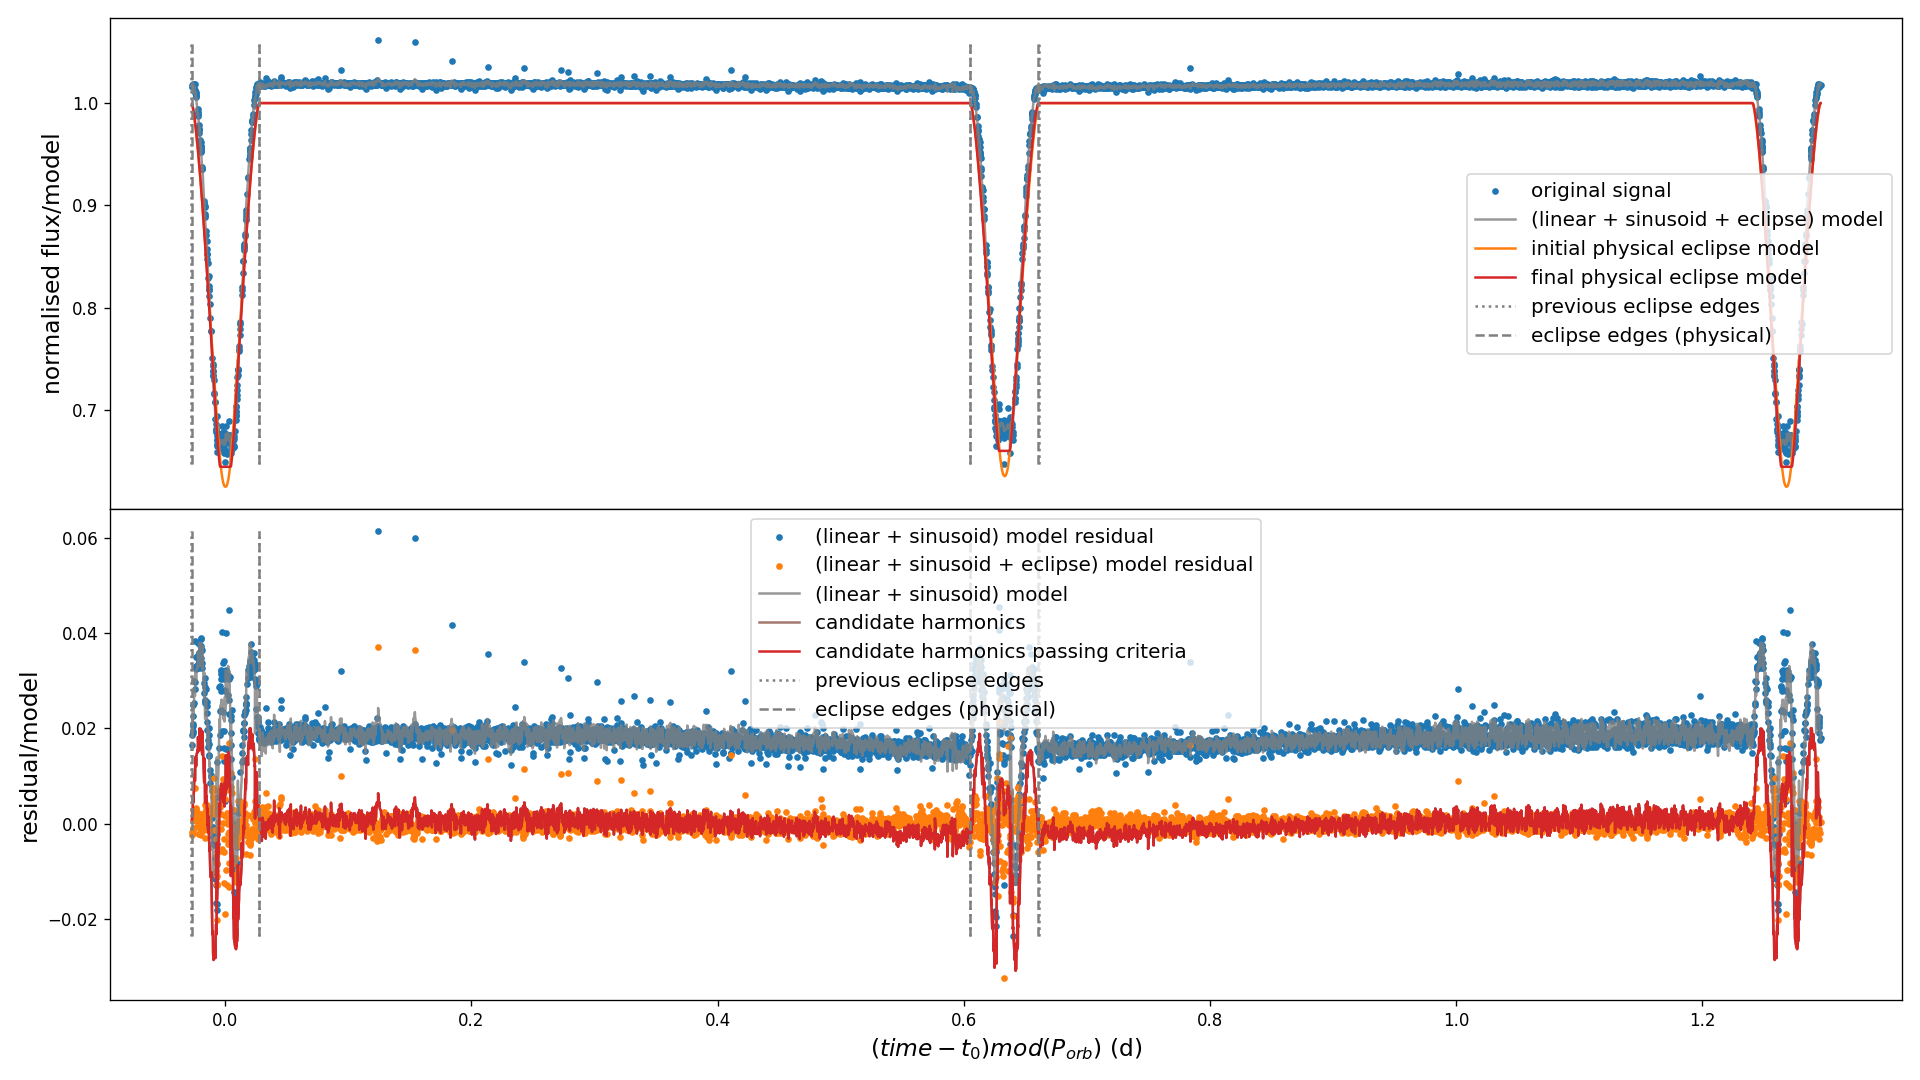 normalised flux/model
1.0
0.9
0.8
0.7
original signal
(linear + sinusoid + eclipse) model
initial physical eclipse model
final physical eclipse model
previous eclipse edges
eclipse edges (physical)
residual/model
0.06
0.04
0.02
0.00
−0.02
(linear + sinusoid) model residual
(linear + sinusoid + eclipse) model residual
(linear + sinusoid) model
candidate harmonics
candidate harmonics passing criteria
previous eclipse edges
eclipse edges (physical)
0.0 0.2 0.4 0.6 0.8 1.0 1.2
(time − t₀)mod(Pₒᵣᵦ) (d)